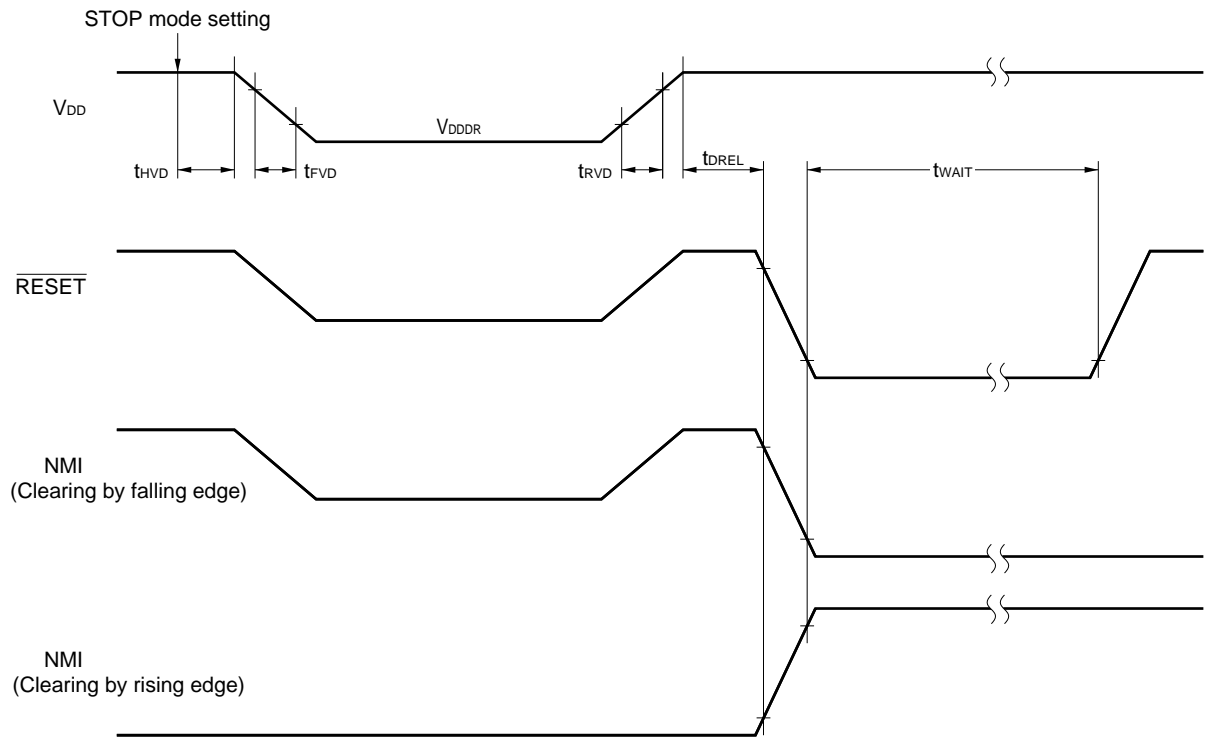 STOP mode setting
VDD
VDDDR
tHVD
tFVD
tRVD
tDREL
tWAIT
RESET
NMI
(Clearing by falling edge)
NMI
(Clearing by rising edge)